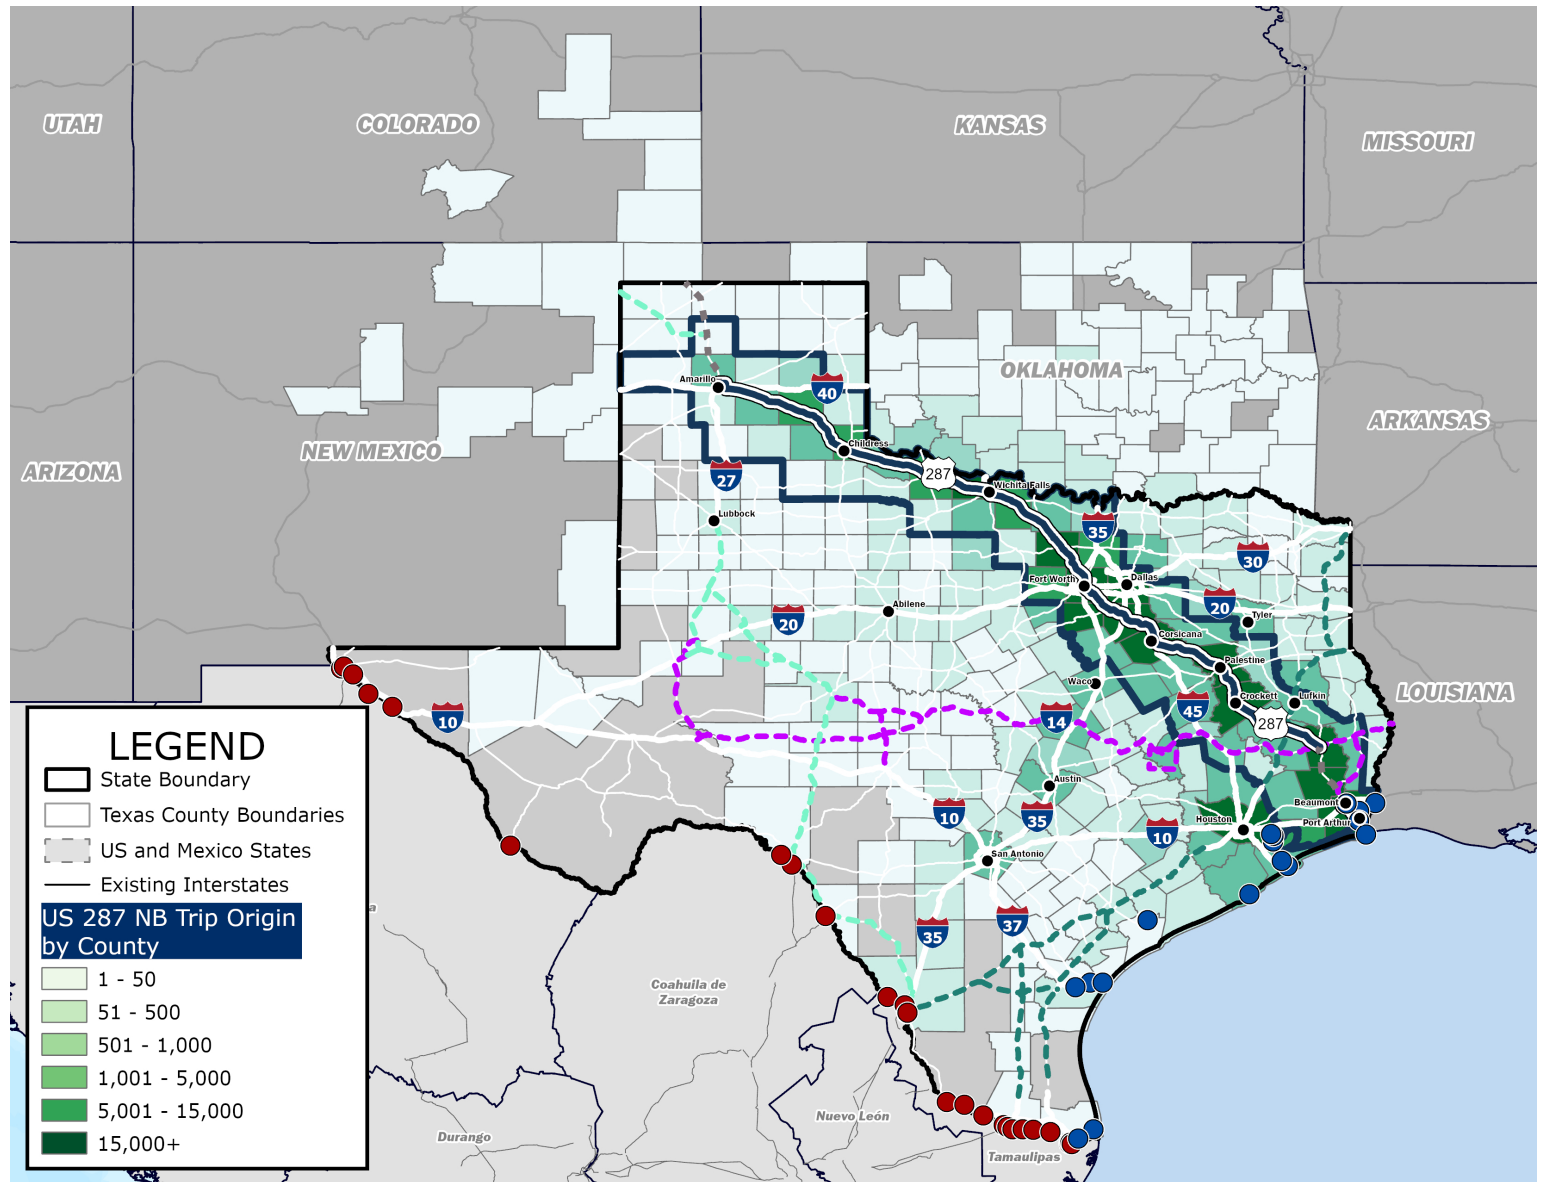 UTAH
COLORADO
KANSAS
MISSOURI
OKLAHOMA
ARKANSAS
NEW MEXICO
ARIZONA
LOUISIANA
Amarillo
40
Childress
287
Wichita Falls
27
Lubbock
35
30
Fort Worth
Dallas
20
Abilene
20
Tyler
Corsicana
Palestine
Waco
Crockett
Lufkin
45
287
10
14
Austin
Beaumont
Port Arthur
Houston
10
35
10
San Antonio
35
37
a
Coahuila de
Zaragoza
Nuevo León
Durango
Tamaulipas
LEGEND
State Boundary
Texas County Boundaries
US and Mexico States
Existing Interstates
US 287 NB Trip Origin
by County
1 - 50
51 - 500
501 - 1,000
1,001 - 5,000
5,001 - 15,000
15,000+